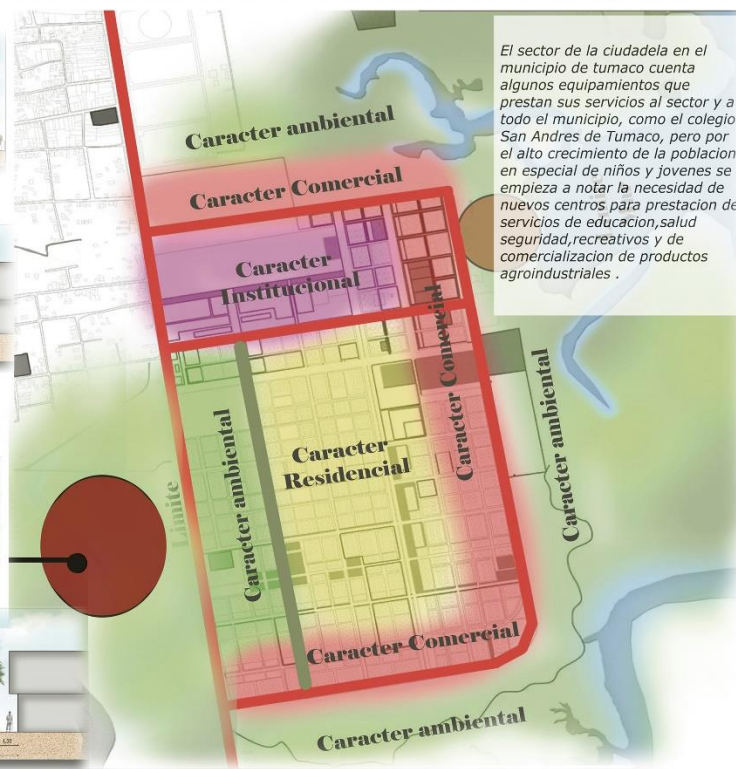 El sector de la ciudadela en el
municipio de tumaco cuenta
algunos equipamientos que
prestan sus servicios al sector y a
todo el municipio, como el colegio
San Andres de Tumaco, pero por
el alto crecimiento de la poblacion
en especial de niños y jovenes se
empieza a notar la necesidad de
nuevos centros para prestacion de
servicios de educacion,salud
seguridad,recreativos y de
comercializacion de productos
agroindustriales .
Caracter ambiental
Caracter Comercial
Caracter
Institucional
Caracter Comercial
Caracter ambiental
Caracter
Residencial
Caracter ambiental
Limite
Caracter Comercial
Caracter ambiental